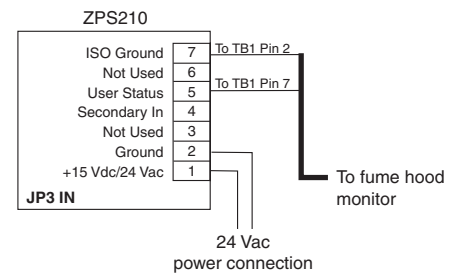 ZPS210
ISO Ground 7 To TB1 Pin 2
Not Used 6
User Status 5 To TB1 Pin 7
Secondary In 4
Not Used 3
Ground 2
+15 Vdc/24 Vac 1
JP3 IN
To fume hood
monitor
24 Vac
power connection